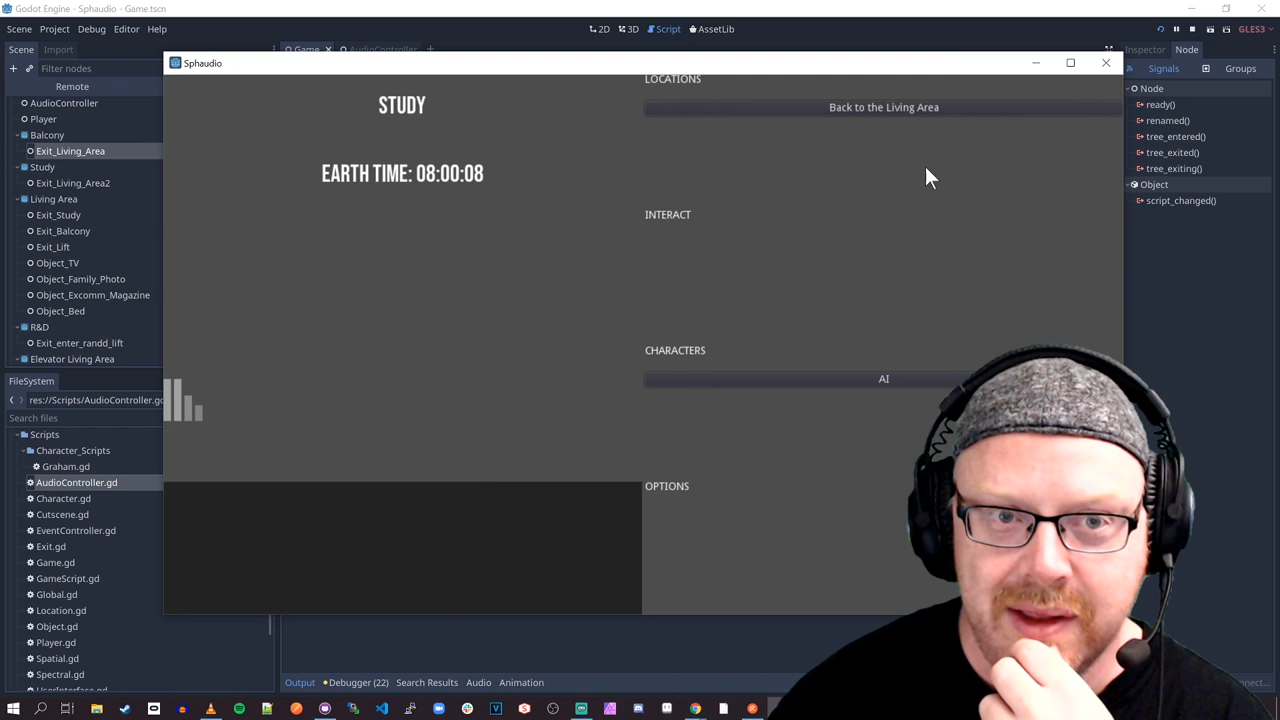 Godot Engine - Sphaudio - Game.tscn
Scene Project Debug Editor Help
2D 3D Script AssetLib
GLES3
Scene Import
Game
AudioController
Inspector Node
Filter nodes
Signals Groups
Remote
AudioController
Player
Balcony
Exit_Living_Area
Study
Exit_Living_Area2
Living Area
Exit_Study
Exit_Balcony
Exit_Lift
Object_TV
Object_Family_Photo
Object_Excomm_Magazine
Object_Bed
R&D
Exit_enter_randd_lift
Elevator Living Area
FileSystem
res://Scripts/AudioController.gd
Search files
Scripts
Character_Scripts
Graham.gd
AudioController.gd
Character.gd
Cutscene.gd
EventController.gd
Exit.gd
Game.gd
GameScript.gd
Global.gd
Location.gd
Object.gd
Player.gd
Spatial.gd
Spectral.gd
UserInterface.gd
Sphaudio
STUDY
EARTH TIME: 08:00:08
LOCATIONS
Back to the Living Area
INTERACT
CHARACTERS
AI
OPTIONS
Node
ready()
renamed()
tree_entered()
tree_exited()
tree_exiting()
Object
script_changed()
Output Debugger (22) Search Results Audio Animation